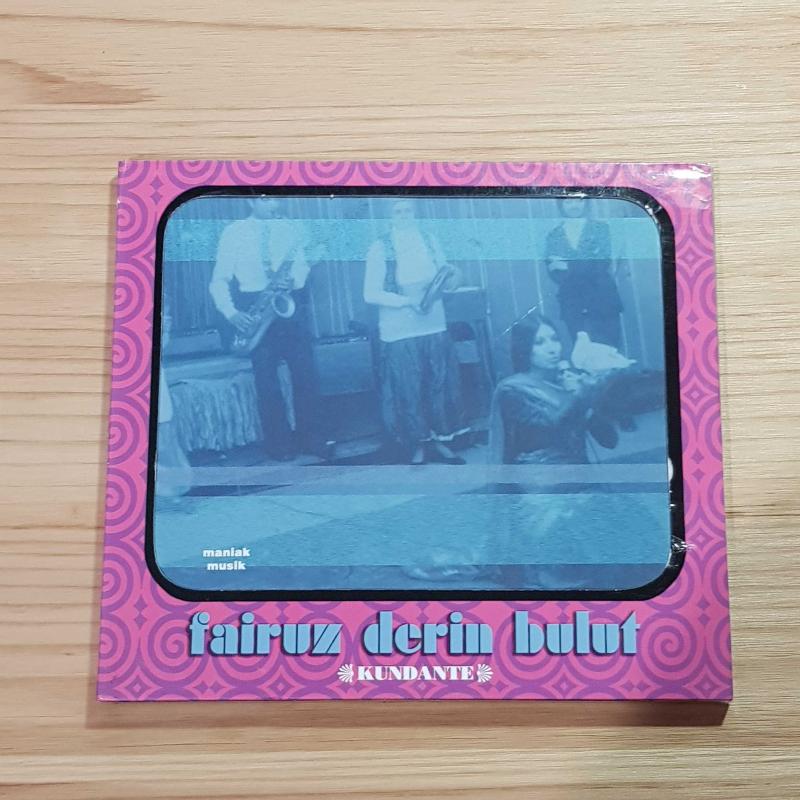 maniak
musik
fairuz derin bulut
KUNDANTE